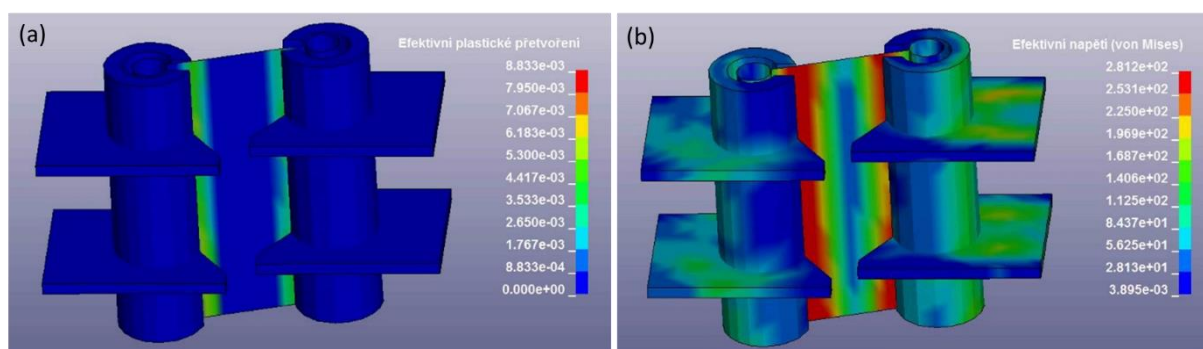 (a)
Efektivní plastické přetvoření
8.833e-03
7.950e-03
7.067e-03
6.183e-03
5.300e-03
4.417e-03
3.533e-03
2.650e-03
1.767e-03
8.833e-04
0.000e+00
(b)
Efektivní napětí (von Mises)
2.812e+02
2.531e+02
2.250e+02
1.969e+02
1.687e+02
1.406e+02
1.125e+02
8.437e+01
5.625e+01
2.813e+01
3.895e-03